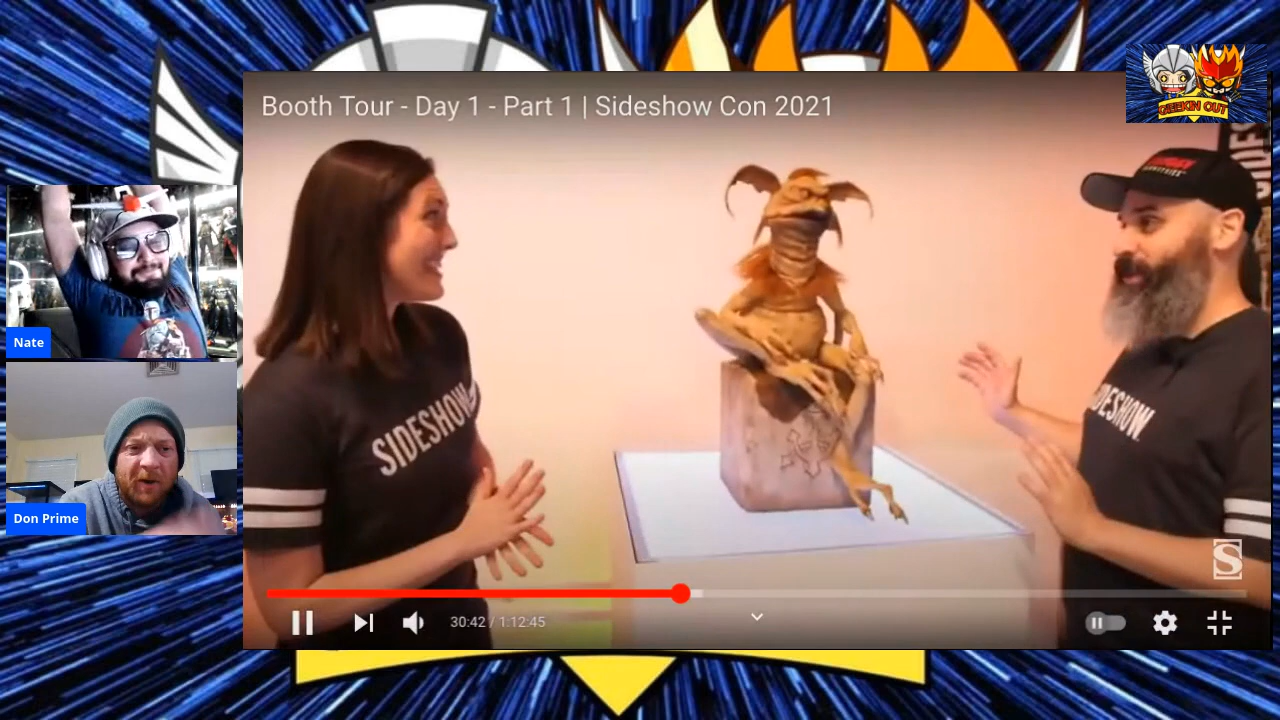 Booth Tour - Day 1 - Part 1 | Sideshow Con 2021
GEEKIN OUT
Nate
Don Prime
SIDESHOW
SIDESHOW.
30:42 / 1:12:45